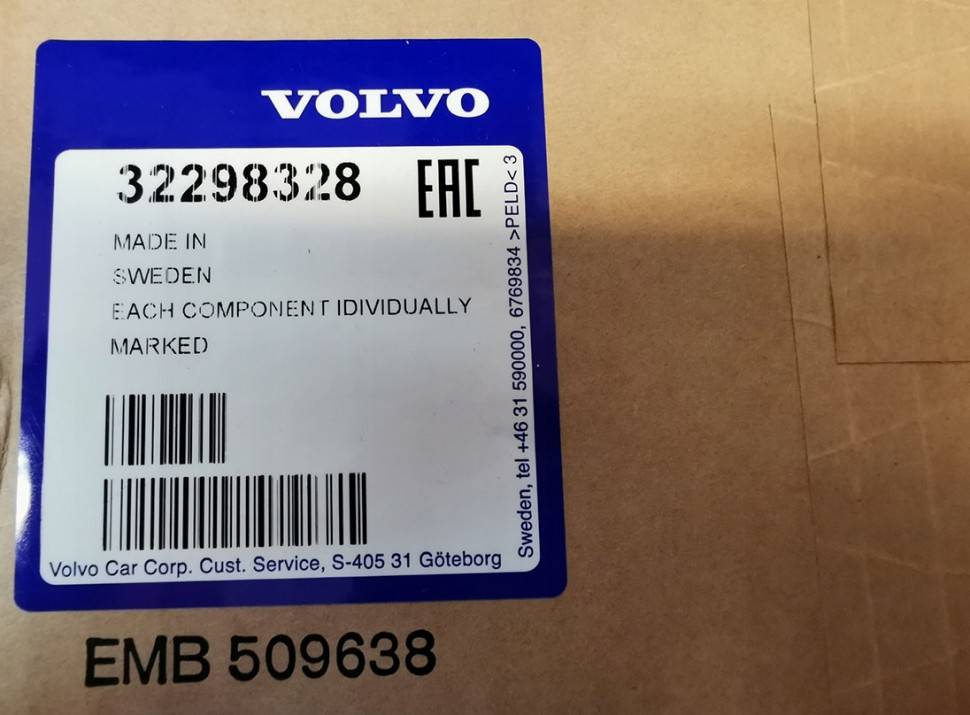 VOLVO
32298328
EAC
MADE IN
SWEDEN
EACH COMPONENT IDIVIDUALLY
MARKED
Volvo Car Corp. Cust. Service, S-405 31 Göteborg
Sweden, tel +46 31 590000, 6769834 >PELD< 3
EMB 509638